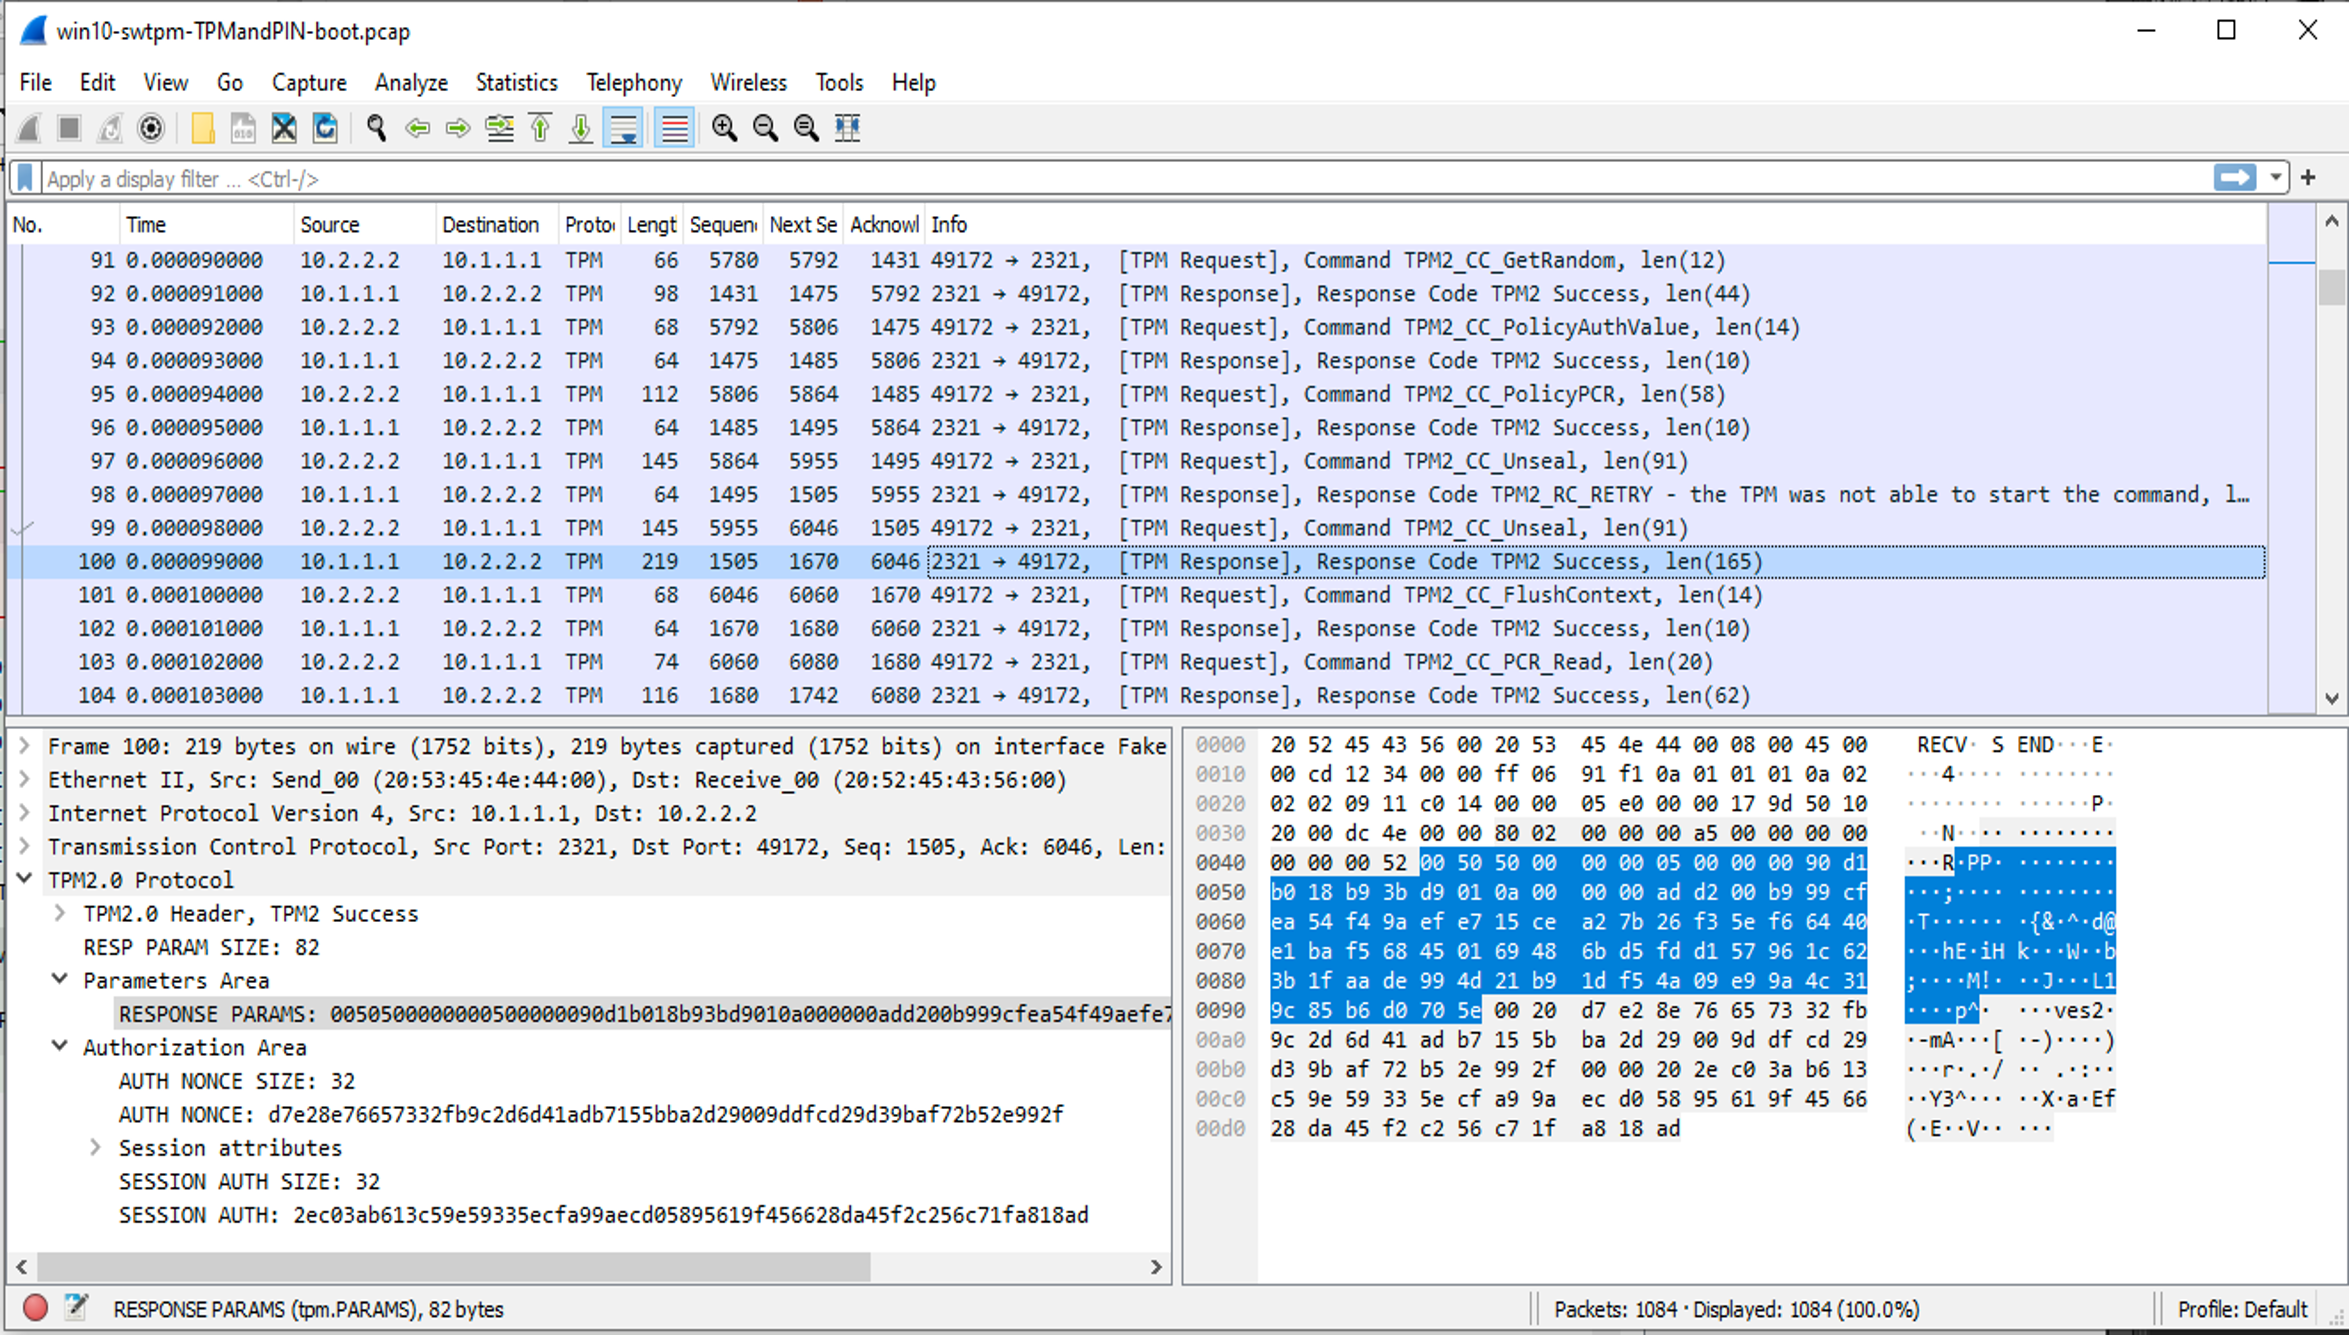 win10-swtpm-TPMandPIN-boot.pcap
File Edit View Go Capture Analyze Statistics Telephony Wireless Tools Help
Apply a display filter ... <Ctrl-/>
No. Time Source Destination Proto Lengt Sequen Next Se Acknowl Info
91 0.000090000 10.2.2.2 10.1.1.1 TPM 66 5780 5792 1431 49172 → 2321, [TPM Request], Command TPM2_CC_GetRandom, len(12)
92 0.000091000 10.1.1.1 10.2.2.2 TPM 98 1431 1475 5792 2321 → 49172, [TPM Response], Response Code TPM2 Success, len(44)
93 0.000092000 10.2.2.2 10.1.1.1 TPM 68 5792 5806 1475 49172 → 2321, [TPM Request], Command TPM2_CC_PolicyAuthValue, len(14)
94 0.000093000 10.1.1.1 10.2.2.2 TPM 64 1475 1485 5806 2321 → 49172, [TPM Response], Response Code TPM2 Success, len(10)
95 0.000094000 10.2.2.2 10.1.1.1 TPM 112 5806 5864 1485 49172 → 2321, [TPM Request], Command TPM2_CC_PolicyPCR, len(58)
96 0.000095000 10.1.1.1 10.2.2.2 TPM 64 1485 1495 5864 2321 → 49172, [TPM Response], Response Code TPM2 Success, len(10)
97 0.000096000 10.2.2.2 10.1.1.1 TPM 145 5864 5955 1495 49172 → 2321, [TPM Request], Command TPM2_CC_Unseal, len(91)
98 0.000097000 10.1.1.1 10.2.2.2 TPM 64 1495 1505 5955 2321 → 49172, [TPM Response], Response Code TPM2_RC_RETRY - the TPM was not able to start the command, l…
99 0.000098000 10.2.2.2 10.1.1.1 TPM 145 5955 6046 1505 49172 → 2321, [TPM Request], Command TPM2_CC_Unseal, len(91)
100 0.000099000 10.1.1.1 10.2.2.2 TPM 219 1505 1670 6046 2321 → 49172, [TPM Response], Response Code TPM2 Success, len(165)
101 0.000100000 10.2.2.2 10.1.1.1 TPM 68 6046 6060 1670 49172 → 2321, [TPM Request], Command TPM2_CC_FlushContext, len(14)
102 0.000101000 10.1.1.1 10.2.2.2 TPM 64 1670 1680 6060 2321 → 49172, [TPM Response], Response Code TPM2 Success, len(10)
103 0.000102000 10.2.2.2 10.1.1.1 TPM 74 6060 6080 1680 49172 → 2321, [TPM Request], Command TPM2_CC_PCR_Read, len(20)
104 0.000103000 10.1.1.1 10.2.2.2 TPM 116 1680 1742 6080 2321 → 49172, [TPM Response], Response Code TPM2 Success, len(62)
Frame 100: 219 bytes on wire (1752 bits), 219 bytes captured (1752 bits) on interface Fake
Ethernet II, Src: Send_00 (20:53:45:4e:44:00), Dst: Receive_00 (20:52:45:43:56:00)
Internet Protocol Version 4, Src: 10.1.1.1, Dst: 10.2.2.2
Transmission Control Protocol, Src Port: 2321, Dst Port: 49172, Seq: 1505, Ack: 6046, Len:
TPM2.0 Protocol
TPM2.0 Header, TPM2 Success
RESP PARAM SIZE: 82
Parameters Area
RESPONSE PARAMS: 0050500000000500000090d1b018b93bd9010a000000add200b999cfea54f49aefe7
Authorization Area
AUTH NONCE SIZE: 32
AUTH NONCE: d7e28e76657332fb9c2d6d41adb7155bba2d29009ddfcd29d39baf72b52e992f
Session attributes
SESSION AUTH SIZE: 32
SESSION AUTH: 2ec03ab613c59e59335ecfa99aecd05895619f456628da45f2c256c71fa818ad
0000 20 52 45 43 56 00 20 53 45 4e 44 00 08 00 45 00 RECV· S END···E·
0010 00 cd 12 34 00 00 ff 06 91 f1 0a 01 01 01 0a 02 ···4···· ········
0020 02 02 09 11 c0 14 00 00 05 e0 00 00 17 9d 50 10 ········ ······P·
0030 20 00 dc 4e 00 00 80 02 00 00 00 a5 00 00 00 00 ··N···· ········
0040 00 00 00 52 00 50 50 00 00 00 05 00 00 00 90 d1 ···R·PP· ········
0050 b0 18 b9 3b d9 01 0a 00 00 00 ad d2 00 b9 99 cf ···;···· ········
0060 ea 54 f4 9a ef e7 15 ce a2 7b 26 f3 5e f6 64 40 ·T······ ·{&·^·d@
0070 e1 ba f5 68 45 01 69 48 6b d5 fd d1 57 96 1c 62 ···hE·iH k···W··b
0080 3b 1f aa de 99 4d 21 b9 1d f5 4a 09 e9 9a 4c 31 ;····M!· ··J···L1
0090 9c 85 b6 d0 70 5e 00 20 d7 e2 8e 76 65 73 32 fb ····p^· ···ves2·
00a0 9c 2d 6d 41 ad b7 15 5b ba 2d 29 00 9d df cd 29 ·-mA···[ ·-)····)
00b0 d3 9b af 72 b5 2e 99 2f 00 00 20 2e c0 3a b6 13 ···r·.·/ ·· .·:··
00c0 c5 9e 59 33 5e cf a9 9a ec d0 58 95 61 9f 45 66 ··Y3^··· ··X·a·Ef
00d0 28 da 45 f2 c2 56 c7 1f a8 18 ad (·E··V·· ···
RESPONSE PARAMS (tpm.PARAMS), 82 bytes
Packets: 1084 · Displayed: 1084 (100.0%)
Profile: Default